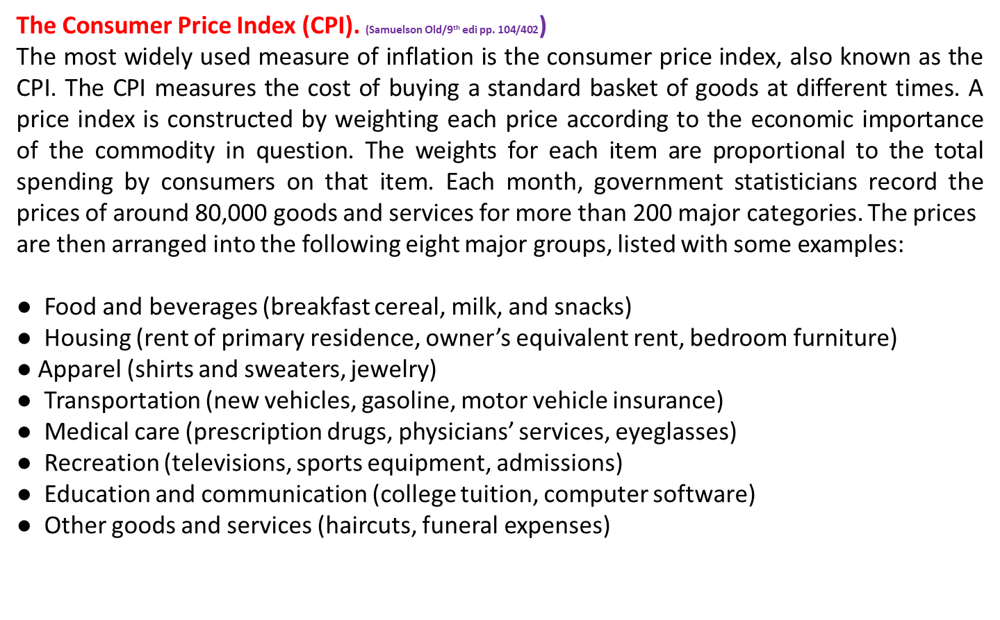 The Consumer Price Index (CPI). (Samuelson Old/9th edi pp. 104/402)
The most widely used measure of inflation is the consumer price index, also known as the
CPI. The CPI measures the cost of buying a standard basket of goods at different times. A
price index is constructed by weighting each price according to the economic importance
of the commodity in question. The weights for each item are proportional to the total
spending by consumers on that item. Each month, government statisticians record the
prices of around 80,000 goods and services for more than 200 major categories. The prices
are then arranged into the following eight major groups, listed with some examples:
● Food and beverages (breakfast cereal, milk, and snacks)
● Housing (rent of primary residence, owner’s equivalent rent, bedroom furniture)
● Apparel (shirts and sweaters, jewelry)
● Transportation (new vehicles, gasoline, motor vehicle insurance)
● Medical care (prescription drugs, physicians’ services, eyeglasses)
● Recreation (televisions, sports equipment, admissions)
● Education and communication (college tuition, computer software)
● Other goods and services (haircuts, funeral expenses)